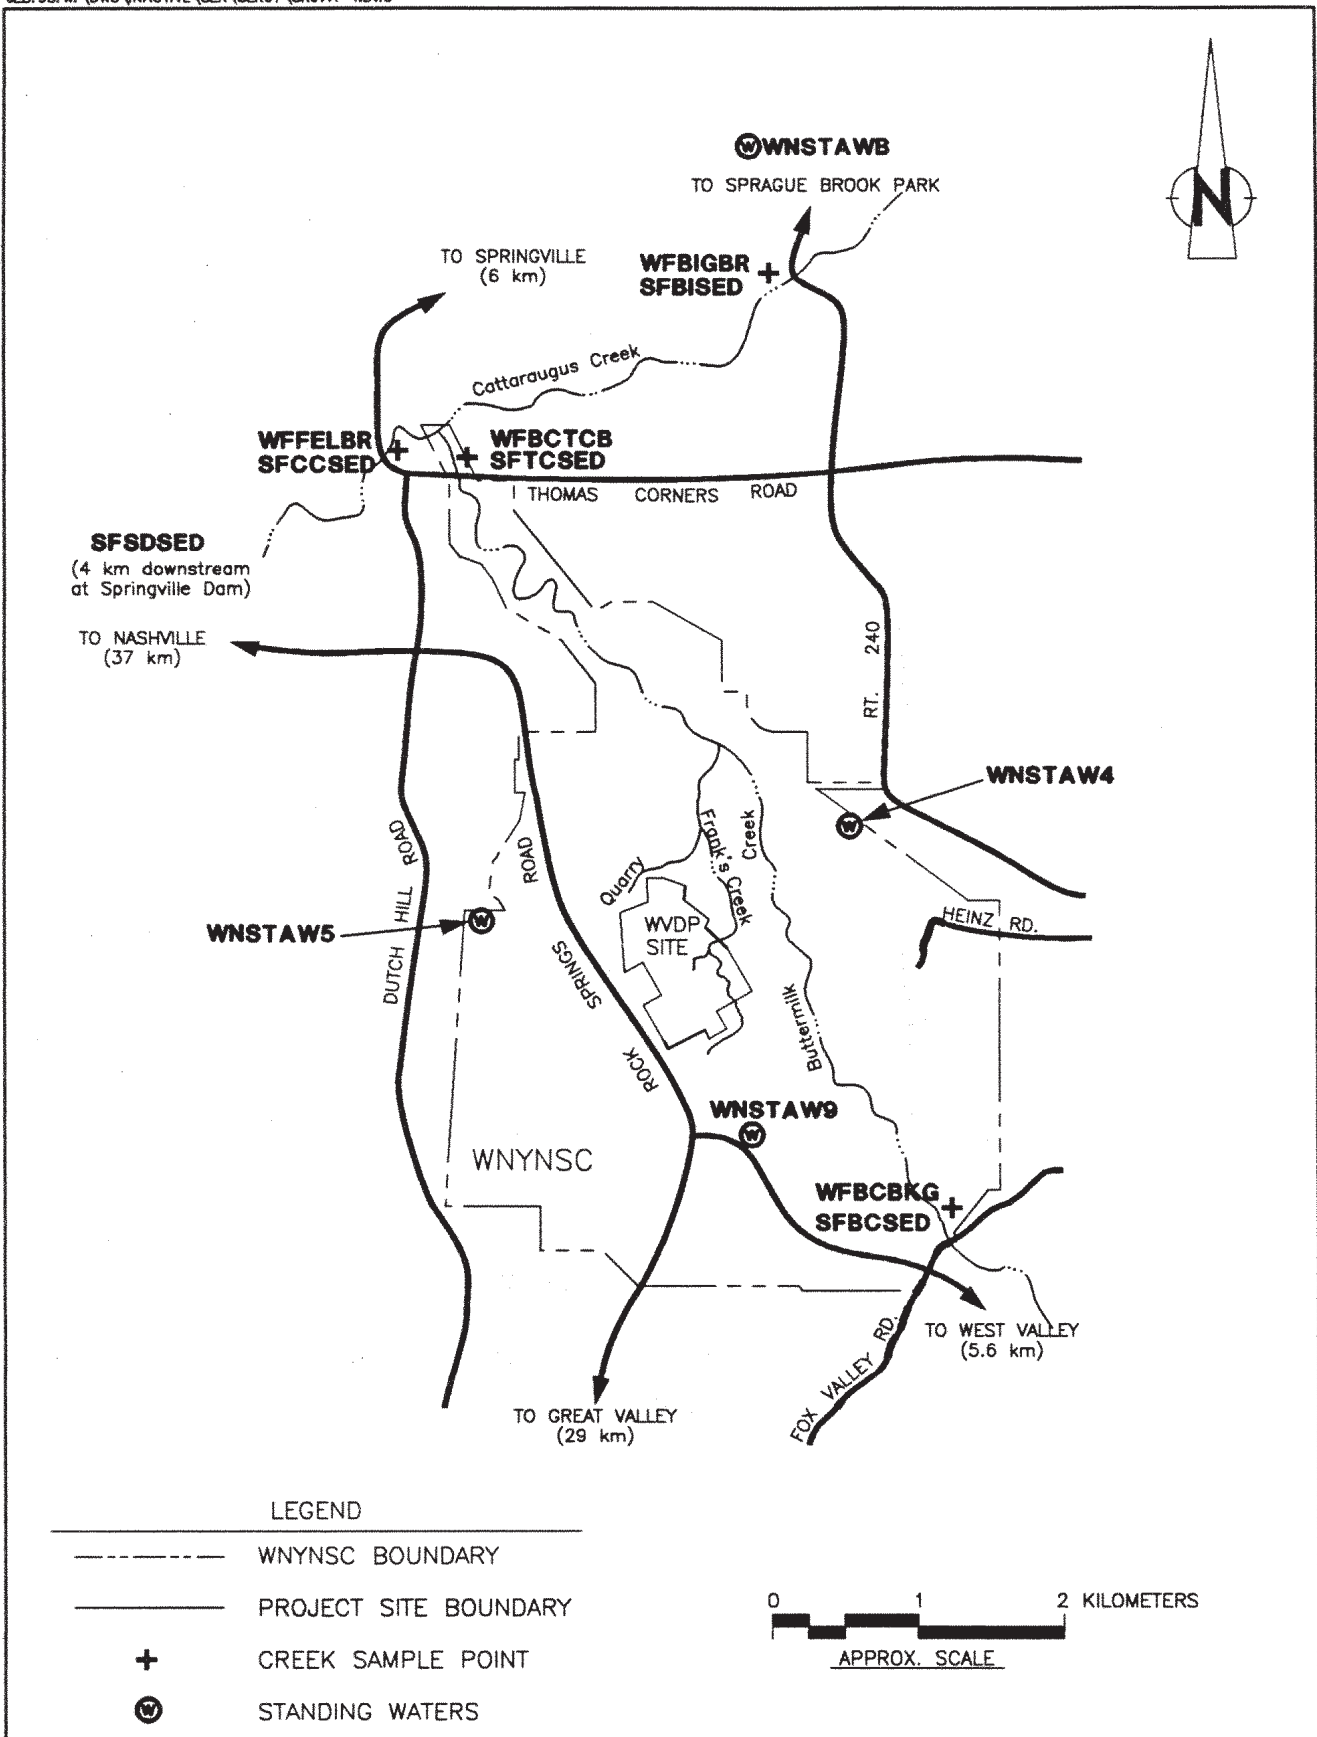 N
WNSTAWB
TO SPRAGUE BROOK PARK
TO SPRINGVILLE
(6 km)
WFBIGBR
SFBISED
Cattaraugus Creek
WFFELBR
SFCCSED
WFBCTCB
SFTCSED
THOMAS CORNERS ROAD
SFSDSED
(4 km downstream
at Springville Dam)
TO NASHVILLE
(37 km)
RT. 240
WNSTAW4
DUTCH HILL ROAD
ROCK SPRINGS ROAD
Quarry
Frank's Creek
Buttermilk Creek
WNSTAW5
WVDP
SITE
HEINZ RD.
WNSTAW9
WNYNSC
WFBCBKG
SFBCSED
TO WEST VALLEY
(5.6 km)
FOX VALLEY RD.
TO GREAT VALLEY
(29 km)
LEGEND
WNYNSC BOUNDARY
PROJECT SITE BOUNDARY
CREEK SAMPLE POINT
W STANDING WATERS
0 1 2 KILOMETERS
APPROX. SCALE